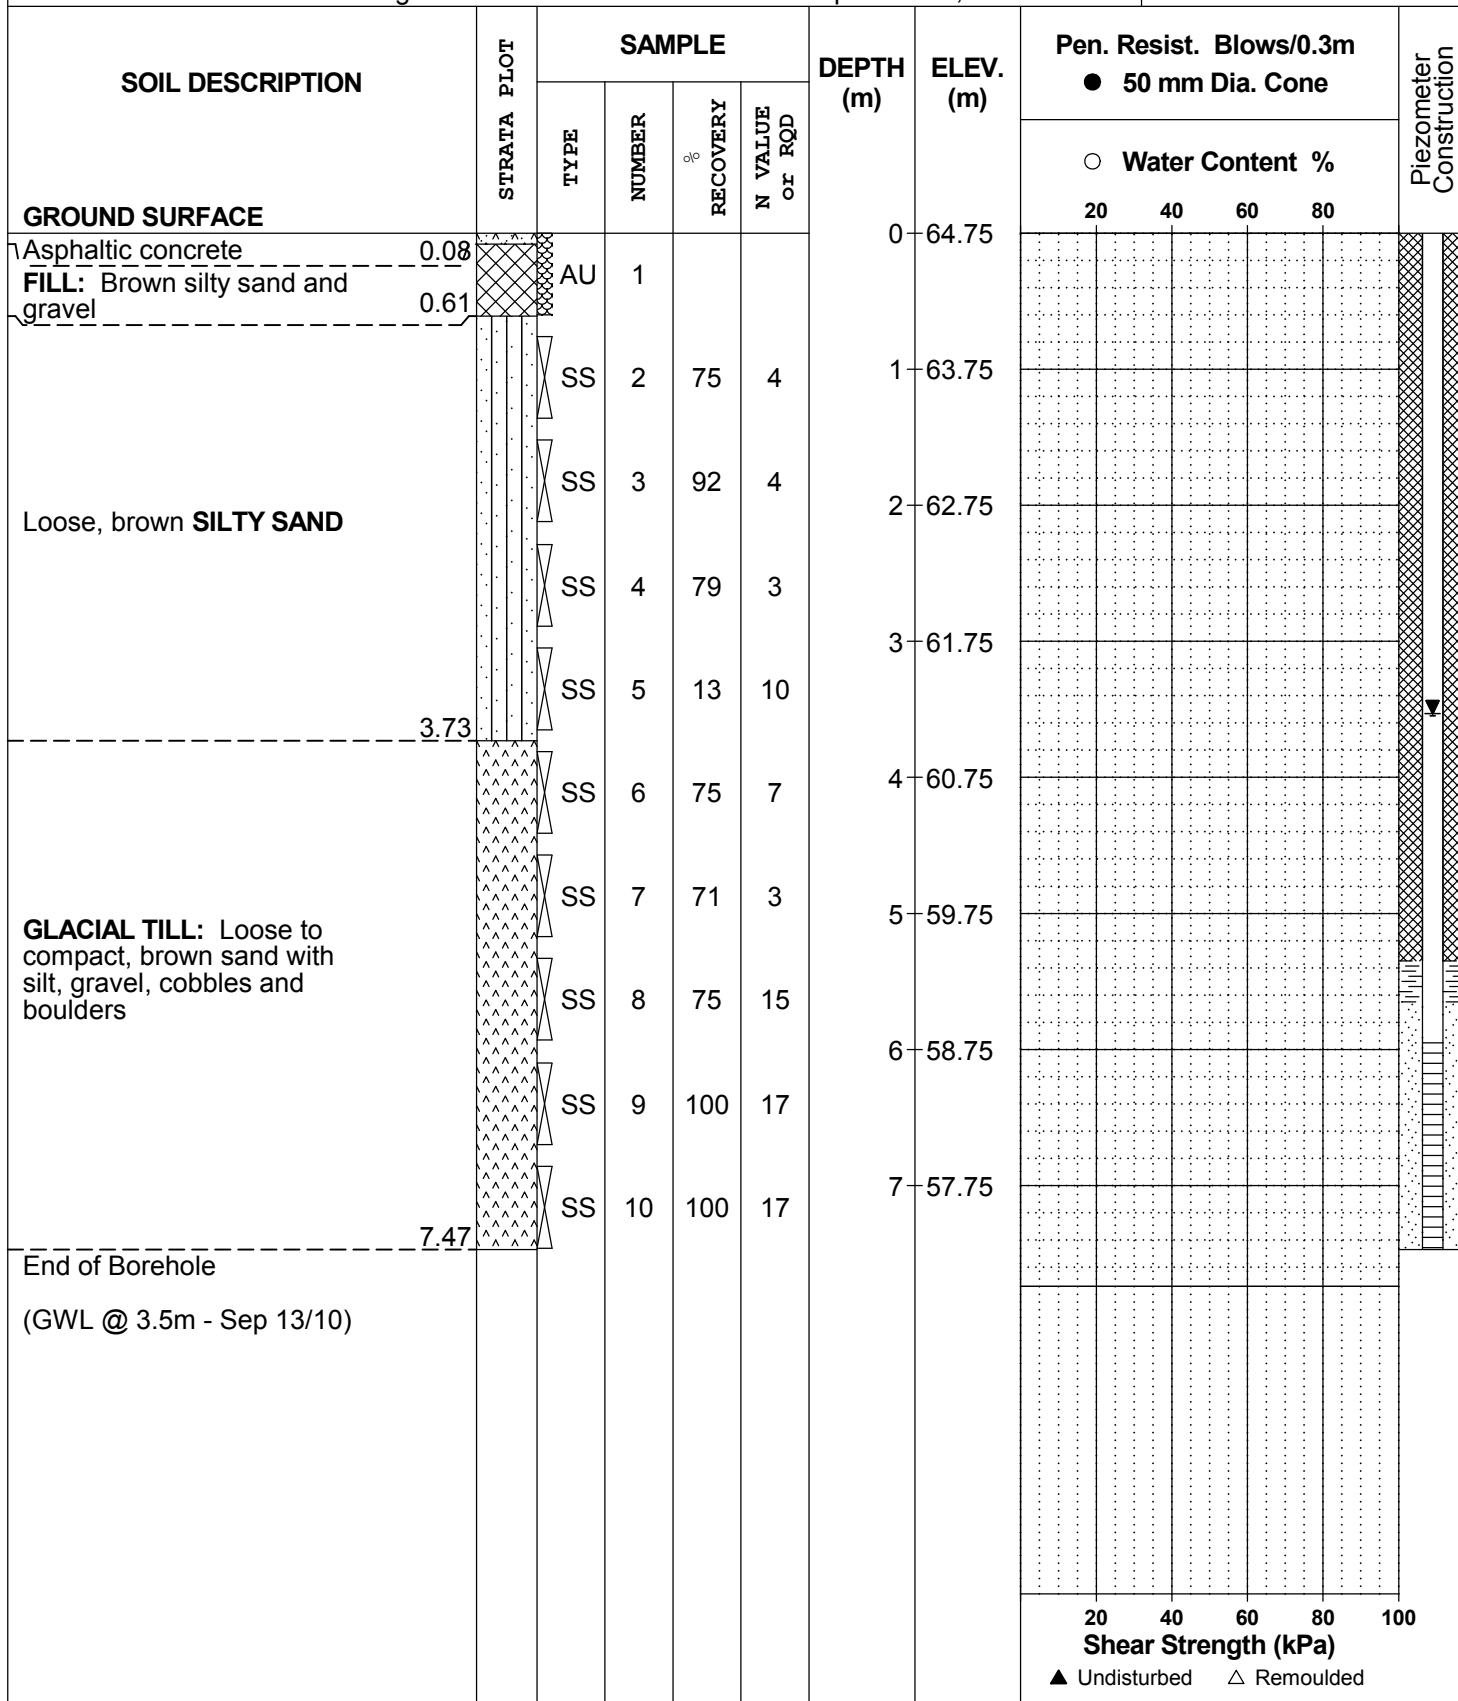 SOIL DESCRIPTION
STRATA PLOT
SAMPLE
TYPE
NUMBER
% RECOVERY
N VALUE or RQD
DEPTH (m)
ELEV. (m)
Pen. Resist. Blows/0.3m
● 50 mm Dia. Cone
○ Water Content %
Piezometer Construction
20 40 60 80
GROUND SURFACE
0 64.75
Asphaltic concrete 0.08
FILL: Brown silty sand and
gravel 0.61
AU 1
SS 2 75 4
1 63.75
SS 3 92 4
2 62.75
Loose, brown SILTY SAND
SS 4 79 3
3 61.75
SS 5 13 10
3.73
SS 6 75 7
4 60.75
SS 7 71 3
5 59.75
GLACIAL TILL: Loose to
compact, brown sand with
silt, gravel, cobbles and
boulders
SS 8 75 15
6 58.75
SS 9 100 17
7 57.75
SS 10 100 17
7.47
End of Borehole
(GWL @ 3.5m - Sep 13/10)
20 40 60 80 100
Shear Strength (kPa)
▲ Undisturbed △ Remoulded